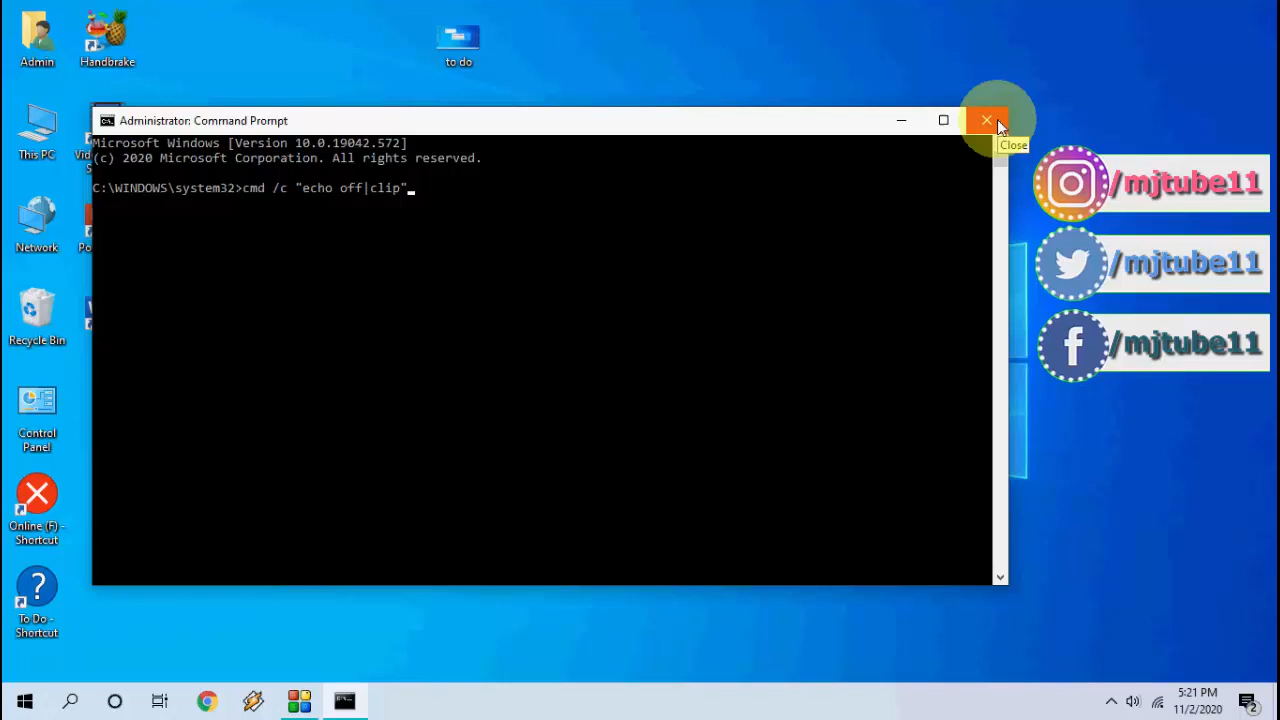 Admin
Handbrake
to do
Administrator: Command Prompt
Close
Microsoft Windows [Version 10.0.19042.572]
(c) 2020 Microsoft Corporation. All rights reserved.
C:\WINDOWS\system32>cmd /c "echo off|clip"
This PC
Network
Recycle Bin
Control
Panel
Online (F) -
Shortcut
To Do -
Shortcut
/mjtube11
/mjtube11
/mjtube11
5:21 PM
11/2/2020
2